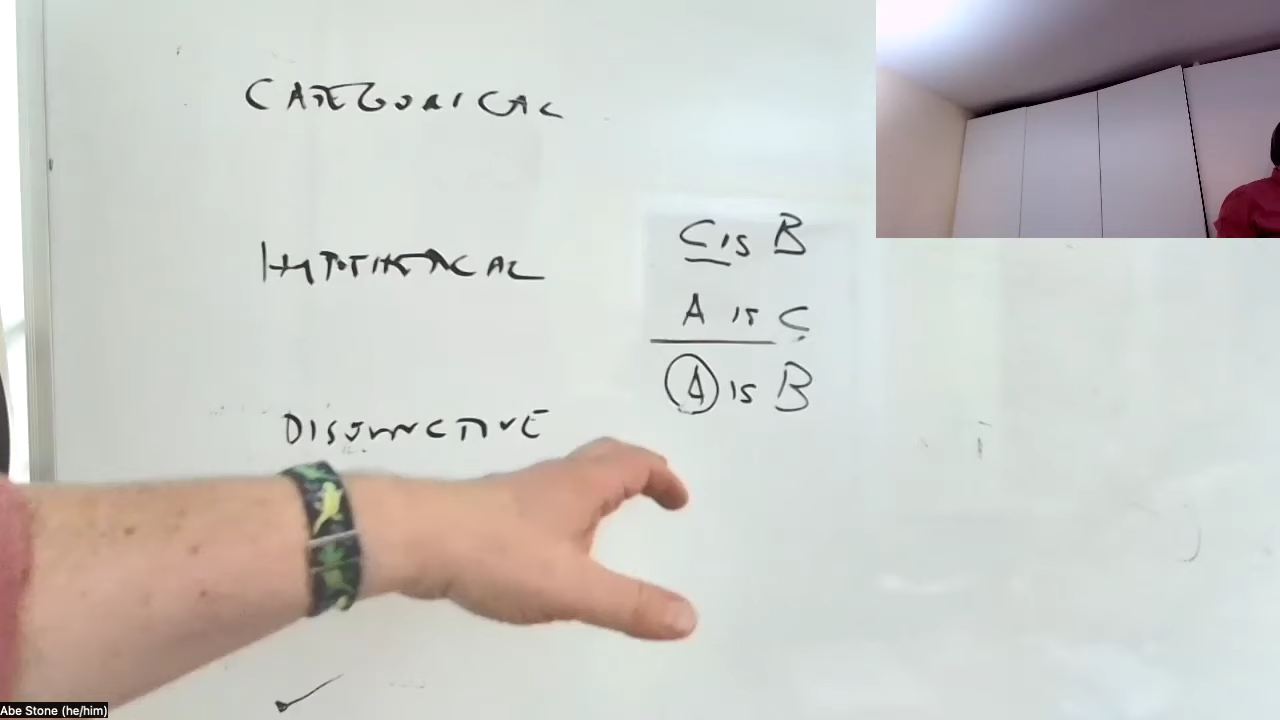 CATEGORICAL
HYPOTHETICAL
DISJUNCTIVE
C is B
A is C
A is B
Abe Stone (he/him)